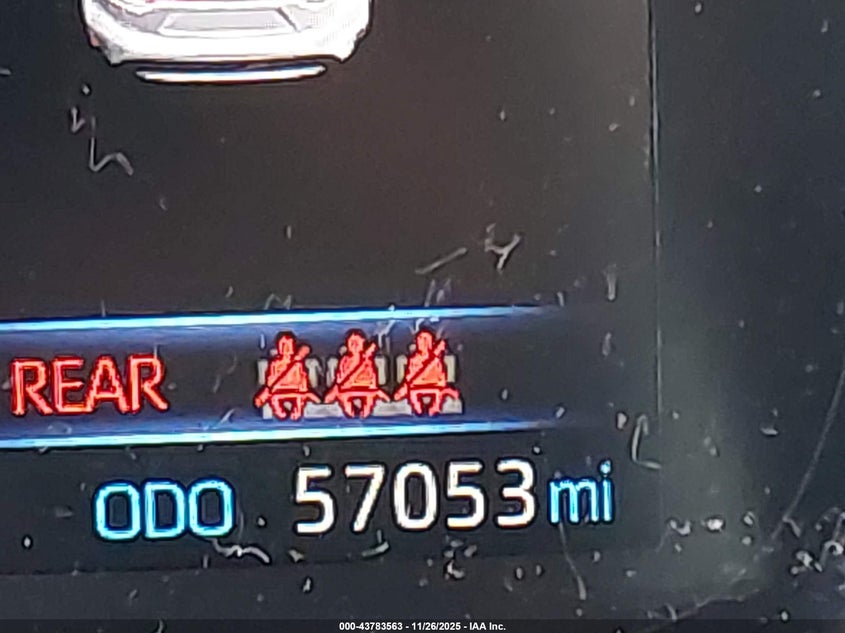 REAR
ODO 57053 mi
000-43783563 - 11/26/2025 - IAA Inc.